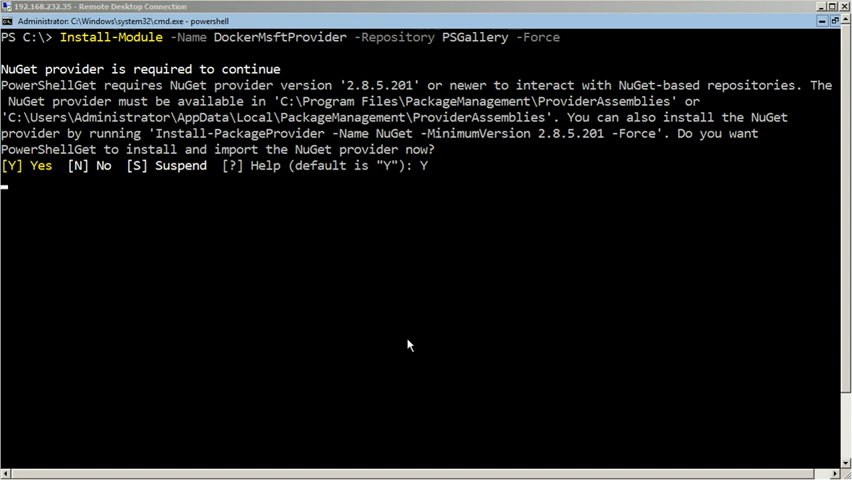 192.168.232.35 - Remote Desktop Connection
Administrator: C:\Windows\system32\cmd.exe - powershell
PS C:\> Install-Module -Name DockerMsftProvider -Repository PSGallery -Force
NuGet provider is required to continue
PowerShellGet requires NuGet provider version '2.8.5.201' or newer to interact with NuGet-based repositories. The
NuGet provider must be available in 'C:\Program Files\PackageManagement\ProviderAssemblies' or
'C:\Users\Administrator\AppData\Local\PackageManagement\ProviderAssemblies'. You can also install the NuGet
provider by running 'Install-PackageProvider -Name NuGet -MinimumVersion 2.8.5.201 -Force'. Do you want
PowerShellGet to install and import the NuGet provider now?
[Y] Yes  [N] No  [S] Suspend  [?] Help (default is "Y"): Y